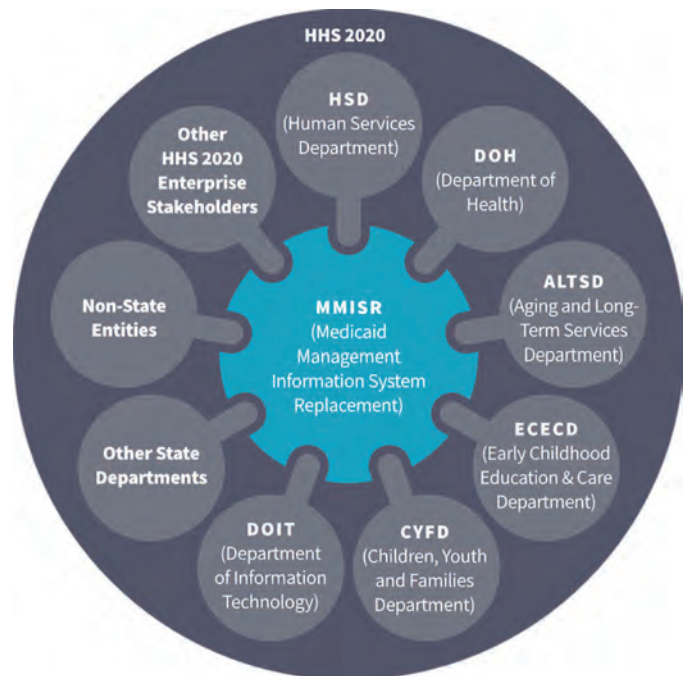 HHS 2020
HSD
(Human Services
Department)
DOH
(Department of
Health)
ALTSD
(Aging and Long-
Term Services
Department)
ECECD
(Early Childhood
Education & Care
Department)
CYFD
(Children, Youth
and Families
Department)
DOIT
(Department
of Information
Technology)
Other State
Departments
Non-State
Entities
Other
HHS 2020
Enterprise
Stakeholders
MMISR
(Medicaid
Management
Information System
Replacement)